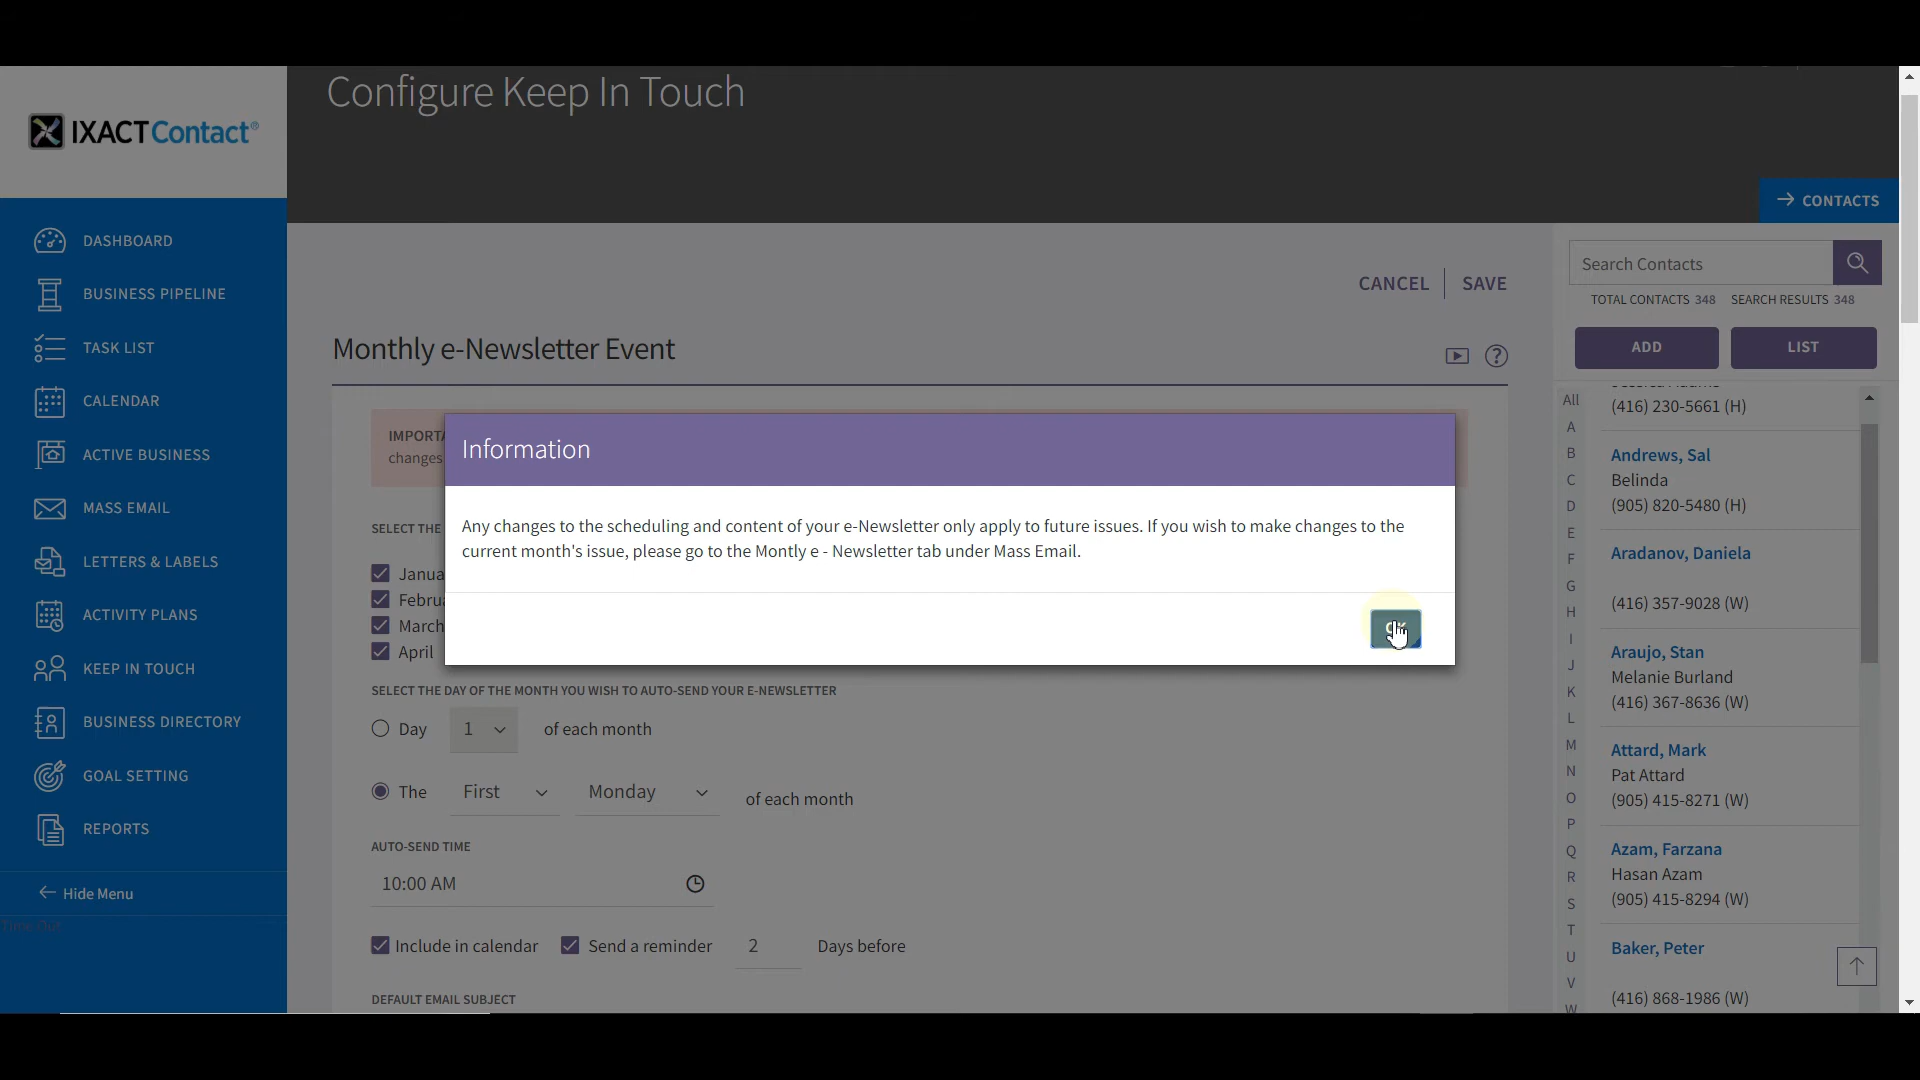 Configure Keep In Touch
IXACTContact®
CONTACTS
DASHBOARD
BUSINESS PIPELINE
TASK LIST
CALENDAR
ACTIVE BUSINESS
MASS EMAIL
LETTERS & LABELS
ACTIVITY PLANS
KEEP IN TOUCH
BUSINESS DIRECTORY
GOAL SETTING
REPORTS
Hide Menu
Time Out
CANCEL SAVE
Monthly e-Newsletter Event
IMPORTA
changes
Information
Any changes to the scheduling and content of your e-Newsletter only apply to future issues. If you wish to make changes to the
current month's issue, please go to the Montly e - Newsletter tab under Mass Email.
SELECT THE
Janua
Februa
March
April
SELECT THE DAY OF THE MONTH YOU WISH TO AUTO-SEND YOUR E-NEWSLETTER
Day 1 of each month
The First Monday of each month
AUTO-SEND TIME
10:00 AM
Include in calendar Send a reminder 2 Days before
DEFAULT EMAIL SUBJECT
Search Contacts
TOTAL CONTACTS 348 SEARCH RESULTS 348
ADD LIST
All
A
B
C
D
E
F
G
H
I
J
K
L
M
N
O
P
Q
R
S
T
U
V
W
(416) 230-5661 (H)
Andrews, Sal
Belinda
(905) 820-5480 (H)
Aradanov, Daniela
(416) 357-9028 (W)
Araujo, Stan
Melanie Burland
(416) 367-8636 (W)
Attard, Mark
Pat Attard
(905) 415-8271 (W)
Azam, Farzana
Hasan Azam
(905) 415-8294 (W)
Baker, Peter
(416) 868-1986 (W)